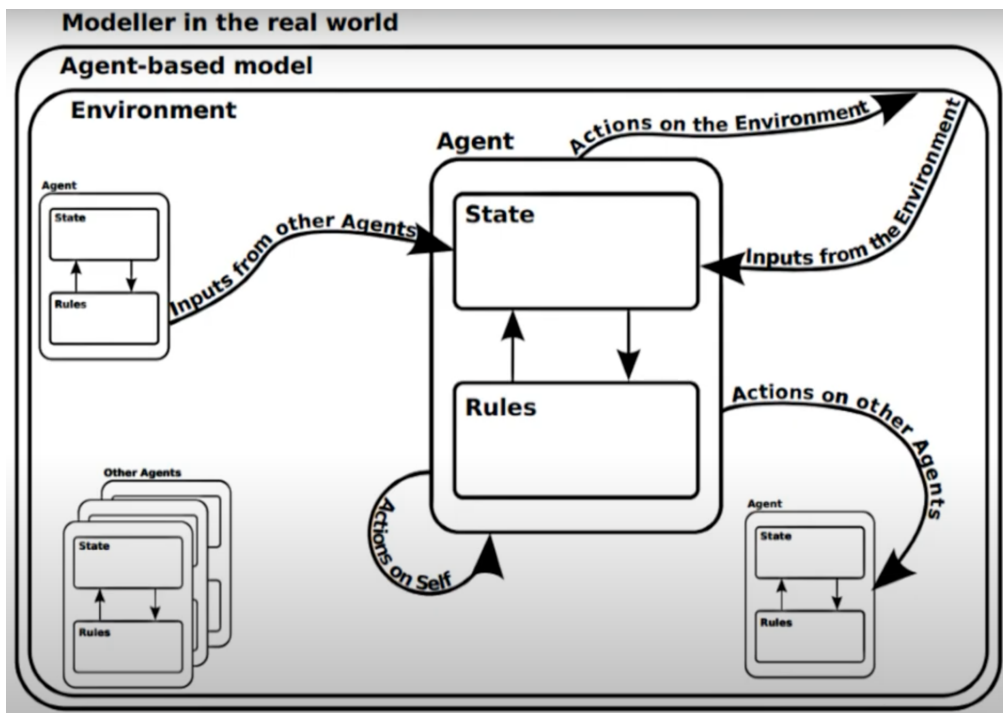 Modeller in the real world
Agent-based model
Environment
Agent
Actions on the Environment
Inputs from the Environment
Agent
State
Rules
Inputs from other Agents
State
Rules
Actions on other Agents
Actions on Self
Other Agents
State
Rules
Agent
State
Rules